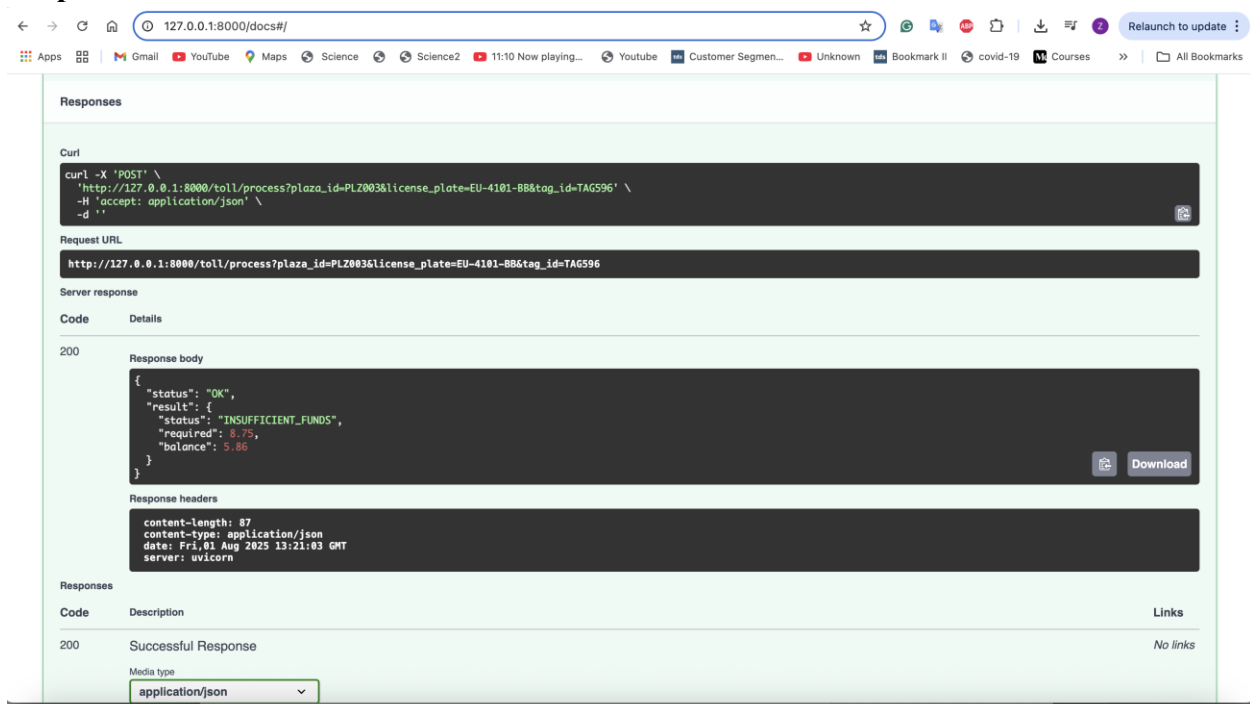 127.0.0.1:8000/docs#/
Relaunch to update
Apps Gmail YouTube Maps Science Science2 11:10 Now playing... Youtube Customer Segmen... Unknown Bookmark II covid-19 Courses >> All Bookmarks
Responses
Curl
curl -X 'POST' \
'http://127.0.0.1:8000/toll/process?plaza_id=PLZ003&license_plate=EU-4101-BB&tag_id=TAG596' \
-H 'accept: application/json' \
-d ''
Request URL
http://127.0.0.1:8000/toll/process?plaza_id=PLZ003&license_plate=EU-4101-BB&tag_id=TAG596
Server response
Code Details
200
Response body
{
"status": "OK",
"result": {
"status": "INSUFFICIENT_FUNDS",
"required": 8.75,
"balance": 5.86
}
}
Download
Response headers
content-length: 87
content-type: application/json
date: Fri,01 Aug 2025 13:21:03 GMT
server: uvicorn
Responses
Code Description Links
200 Successful Response No links
Media type
application/json